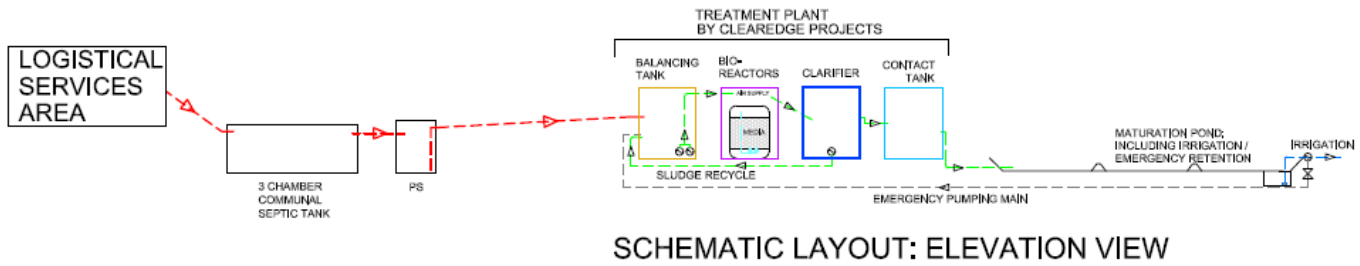 TREATMENT PLANT
BY CLEAREDGE PROJECTS
LOGISTICAL
SERVICES
AREA
BALANCING
TANK
BIO-
REACTORS
CLARIFIER
CONTACT
TANK
AIR SUPPLY
MEDIA
MATURATION POND;
INCLUDING IRRIGATION /
EMERGENCY RETENTION
IRRIGATION
SLUDGE RECYCLE
3 CHAMBER
COMMUNAL
SEPTIC TANK
PS
EMERGENCY PUMPING MAIN
SCHEMATIC LAYOUT: ELEVATION VIEW